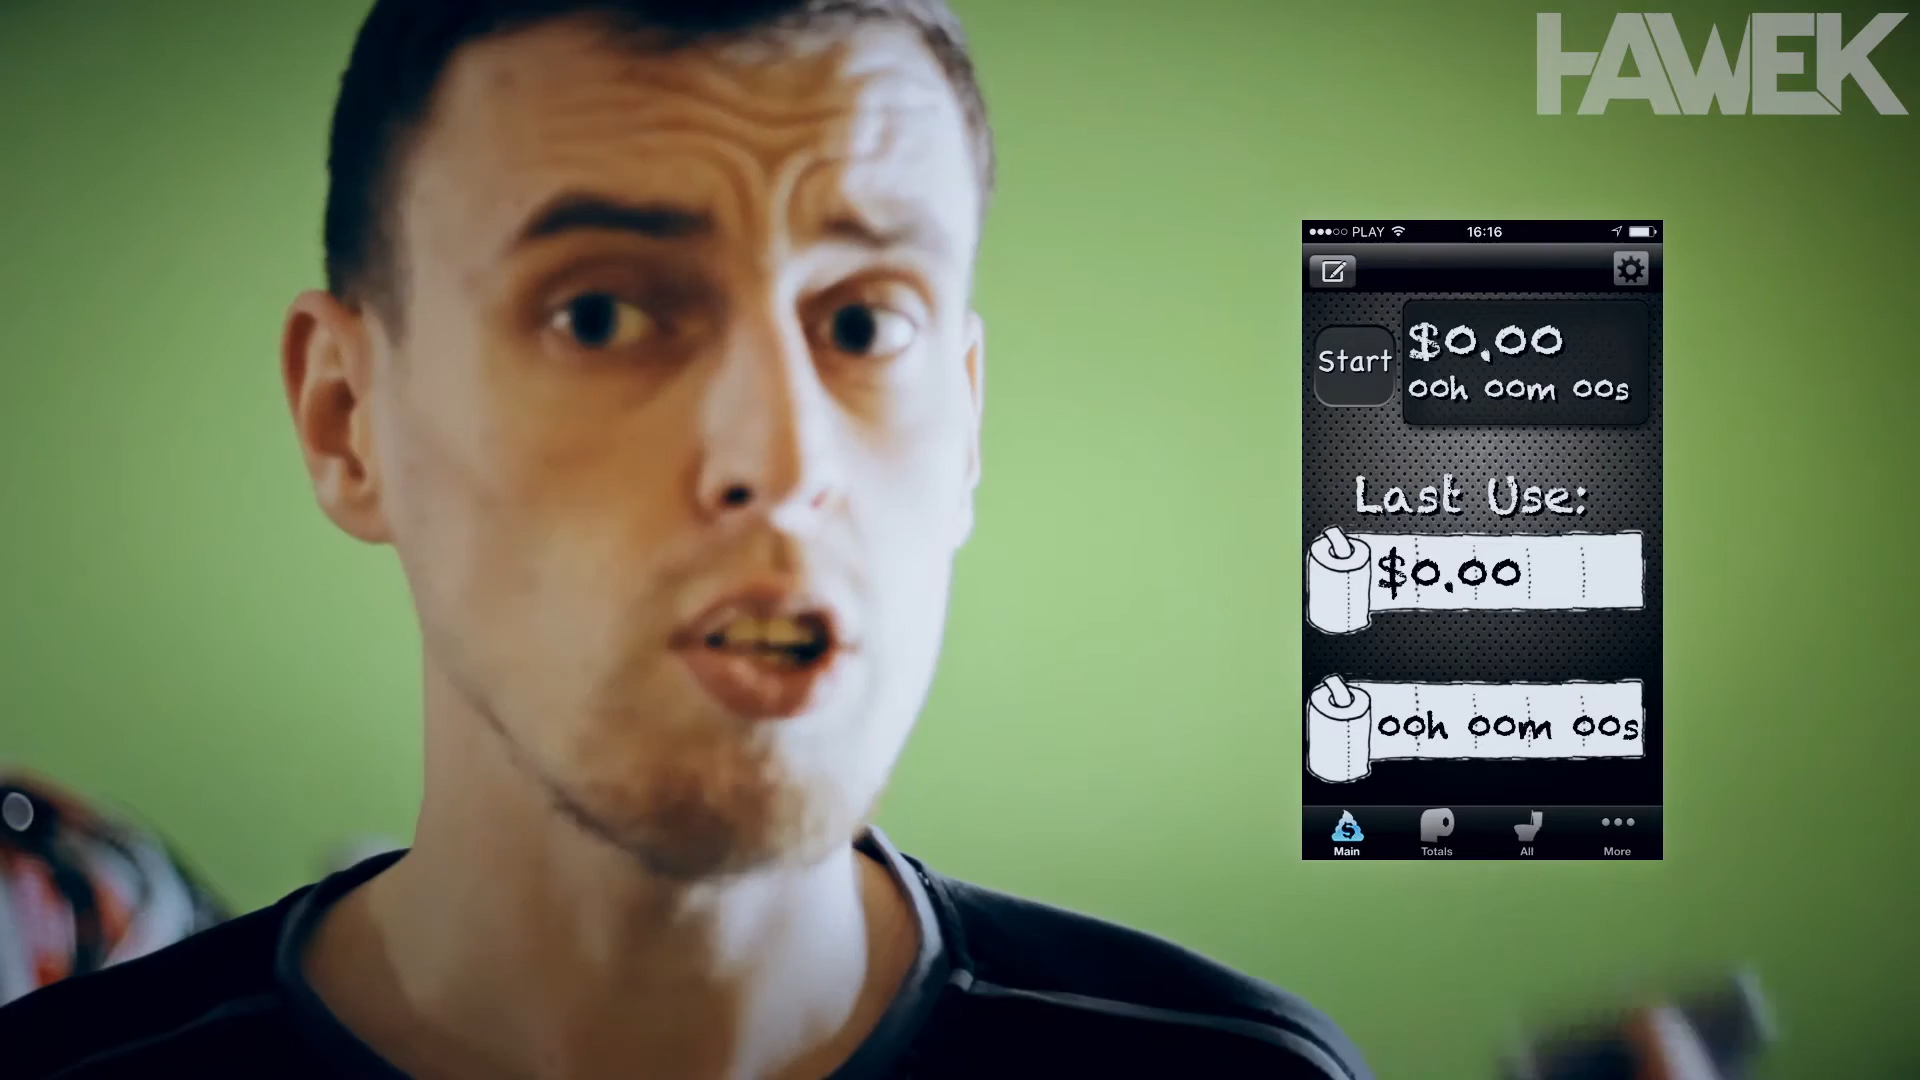 HAWEK
PLAY 16:16
Start
$0.00
00h 00m 00s
Last Use:
$0.00
00h 00m 00s
Main Totals All More